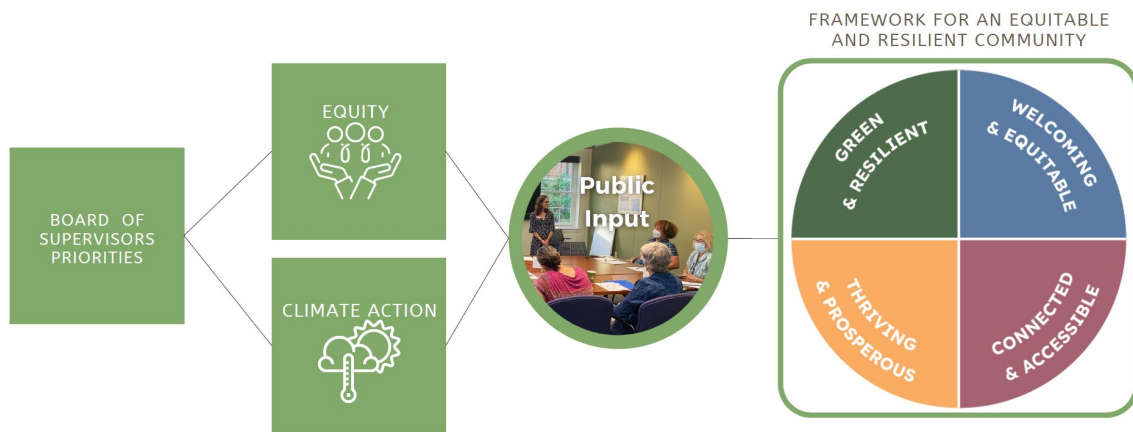 BOARD OF
SUPERVISORS
PRIORITIES
EQUITY
CLIMATE ACTION
Public
Input
FRAMEWORK FOR AN EQUITABLE
AND RESILIENT COMMUNITY
GREEN
& RESILIENT
WELCOMING
& EQUITABLE
THRIVING
& PROSPEROUS
CONNECTED
& ACCESSIBLE